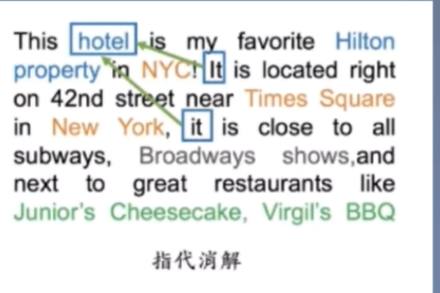 This hotel is my favorite Hilton
property in NYC! It is located right
on 42nd street near Times Square
in New York, it is close to all
subways, Broadways shows,and
next to great restaurants like
Junior's Cheesecake, Virgil's BBQ
指代消解